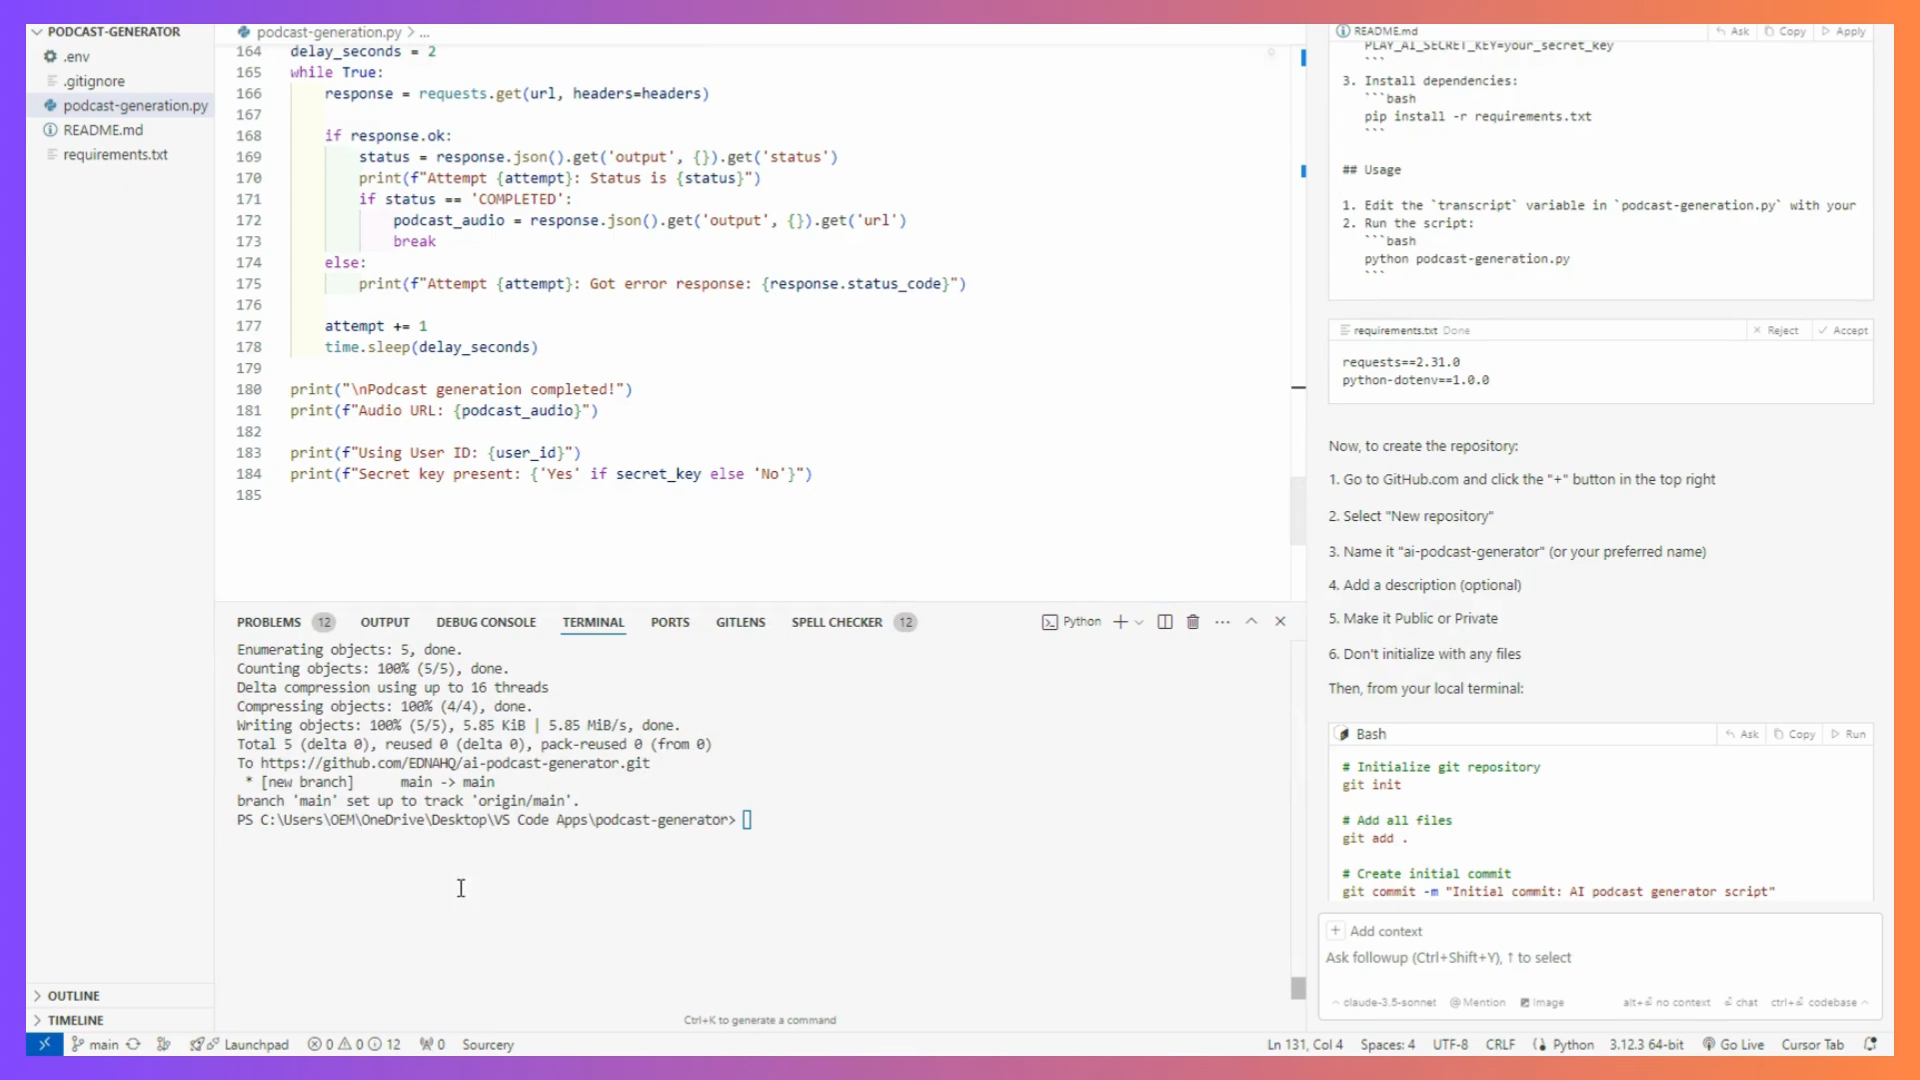 PODCAST-GENERATOR
.env
.gitignore
podcast-generation.py
README.md
requirements.txt
OUTLINE
TIMELINE
podcast-generation.py > ...
164 delay_seconds = 2
165 while True:
166 response = requests.get(url, headers=headers)
167
168 if response.ok:
169 status = response.json().get('output', {}).get('status')
170 print(f"Attempt {attempt}: Status is {status}")
171 if status == 'COMPLETED':
172 podcast_audio = response.json().get('output', {}).get('url')
173 break
174 else:
175 print(f"Attempt {attempt}: Got error response: {response.status_code}")
176
177 attempt += 1
178 time.sleep(delay_seconds)
179
180 print("\nPodcast generation completed!")
181 print(f"Audio URL: {podcast_audio}")
182
183 print(f"Using User ID: {user_id}")
184 print(f"Secret key present: {'Yes' if secret_key else 'No'}")
185
PROBLEMS 12 OUTPUT DEBUG CONSOLE TERMINAL PORTS GITLENS SPELL CHECKER 12 Python
Enumerating objects: 5, done.
Counting objects: 100% (5/5), done.
Delta compression using up to 16 threads
Compressing objects: 100% (4/4), done.
Writing objects: 100% (5/5), 5.85 KiB | 5.85 MiB/s, done.
Total 5 (delta 0), reused 0 (delta 0), pack-reused 0 (from 0)
To https://github.com/EDNAHQ/ai-podcast-generator.git
* [new branch] main -> main
branch 'main' set up to track 'origin/main'.
PS C:\Users\OEM\OneDrive\Desktop\VS Code Apps\podcast-generator>
Ctrl+K to generate a command
README.md Ask Copy Apply
PLAY_AI_SECRET_KEY=your_secret_key
```
3. Install dependencies:
```bash
pip install -r requirements.txt
```
## Usage
1. Edit the `transcript` variable in `podcast-generation.py` with your
2. Run the script:
```bash
python podcast-generation.py
```
requirements.txt Done Reject Accept
requests==2.31.0
python-dotenv==1.0.0
Now, to create the repository:
1. Go to GitHub.com and click the "+" button in the top right
2. Select "New repository"
3. Name it "ai-podcast-generator" (or your preferred name)
4. Add a description (optional)
5. Make it Public or Private
6. Don't initialize with any files
Then, from your local terminal:
Bash Ask Copy Run
# Initialize git repository
git init
# Add all files
git add .
# Create initial commit
git commit -m "Initial commit: AI podcast generator script"
+ Add context
Ask followup (Ctrl+Shift+Y), ↑ to select
claude-3.5-sonnet @ Mention Image alt+⏎ no context ⏎ chat ctrl+⏎ codebase
main Launchpad 0 0 12 0 Sourcery Ln 131, Col 4 Spaces: 4 UTF-8 CRLF Python 3.12.3 64-bit Go Live Cursor Tab